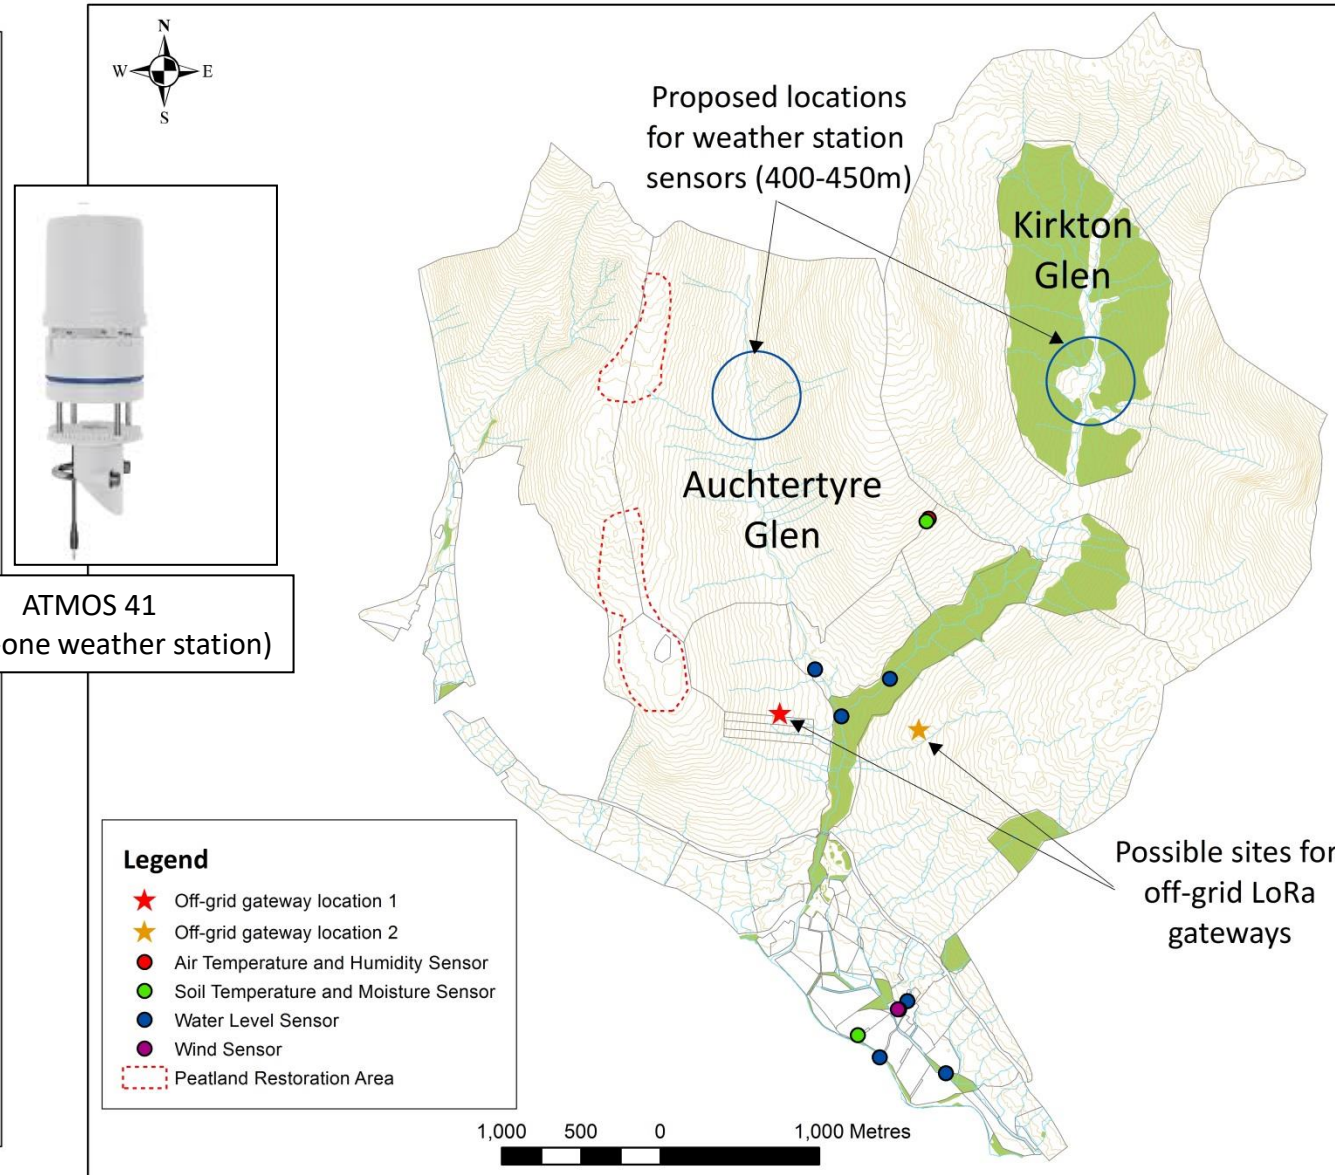 N
W E
S
Proposed locations
for weather station
sensors (400-450m)
Kirkton
Glen
Auchtertyre
Glen
ATMOS 41
one weather station)
Possible sites for
off-grid LoRa
gateways
Legend
Off-grid gateway location 1
Off-grid gateway location 2
Air Temperature and Humidity Sensor
Soil Temperature and Moisture Sensor
Water Level Sensor
Wind Sensor
Peatland Restoration Area
1,000 500 0 1,000 Metres